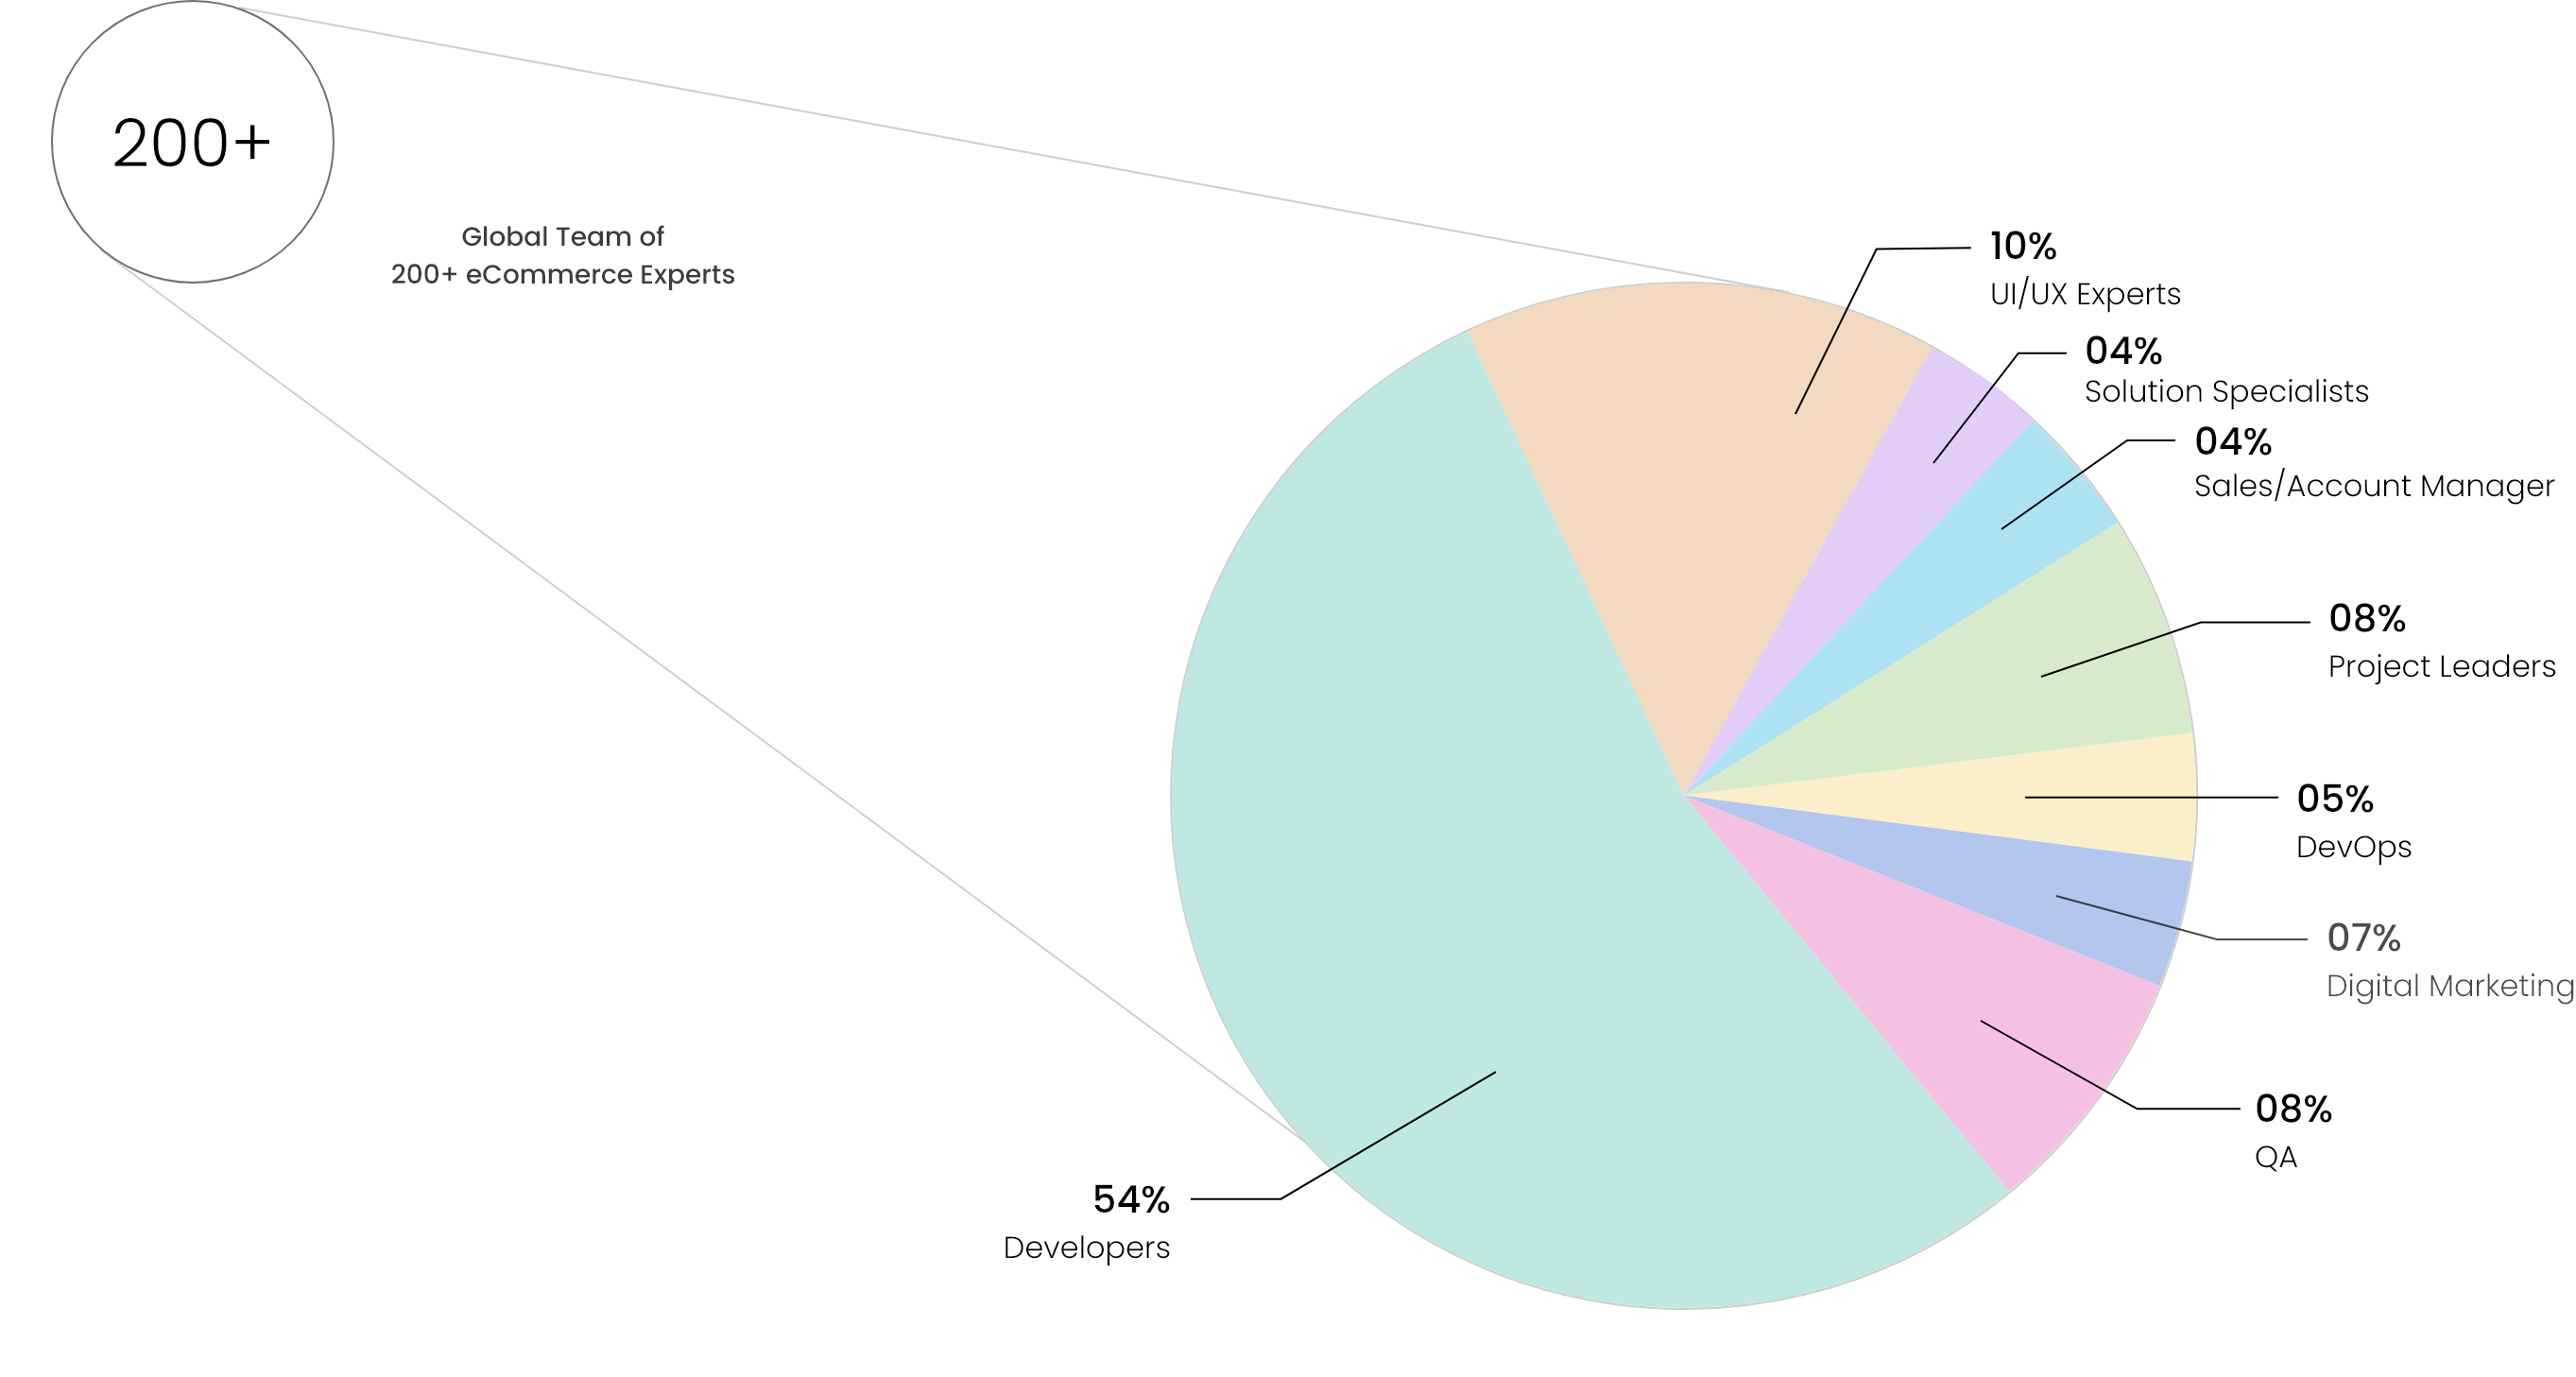 200+
Global Team of
200+ eCommerce Experts
10%
UI/UX Experts
04%
Solution Specialists
04%
Sales/Account Manager
08%
Project Leaders
05%
DevOps
07%
Digital Marketing
08%
QA
54%
Developers